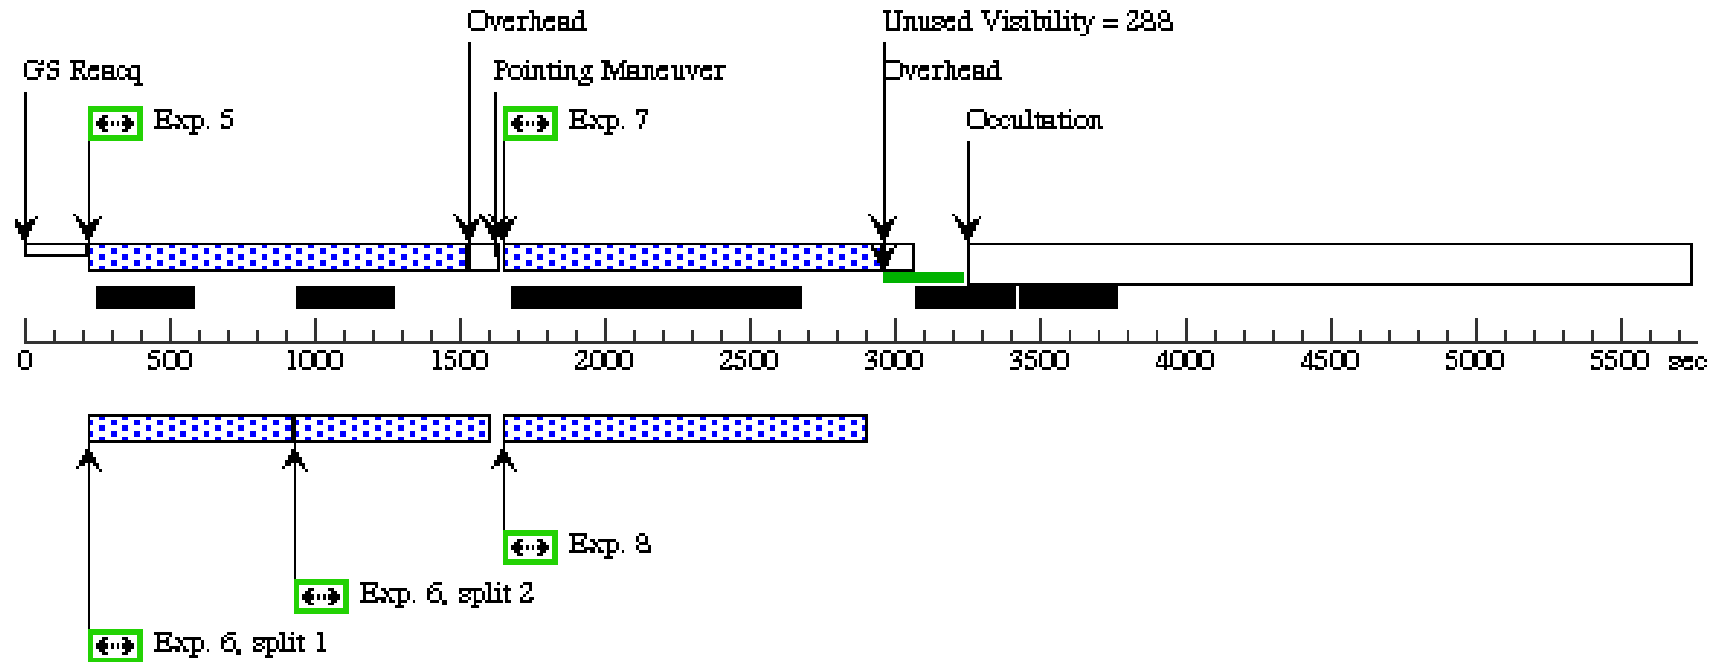 Overhead
Unused Visibility = 288
GS Reacq
Pointing Maneuver
Overhead
Exp. 5
Exp. 7
Occultation
0 500 1000 1500 2000 2500 3000 3500 4000 4500 5000 5500 sec
Exp. 8
Exp. 6, split 2
Exp. 6, split 1